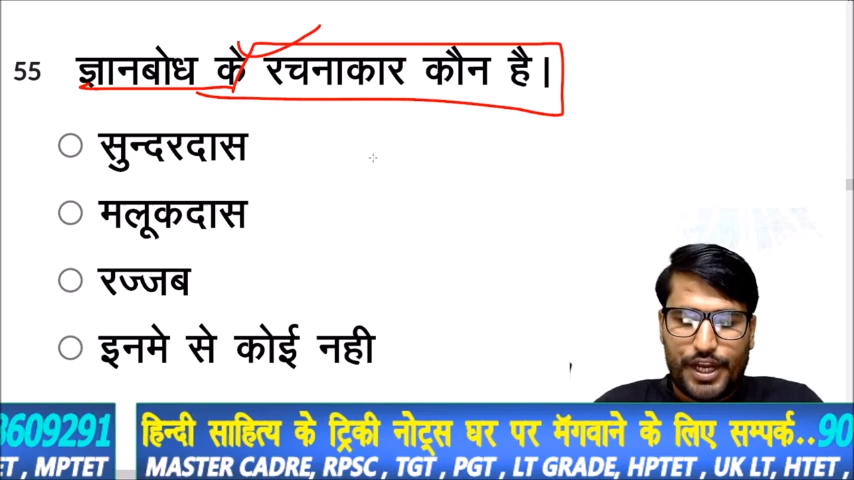 55 ज्ञानबोध के रचनाकार कौन है।
सुन्दरदास
मलूकदास
रज्जब
इनमे से कोई नही
8609291 हिन्दी साहित्य के ट्रिकी नोट्स घर पर मॅगवाने के लिए सम्पर्क..90
ET , MPTET MASTER CADRE, RPSC , TGT , PGT , LT GRADE, HPTET , UK LT, HTET ,